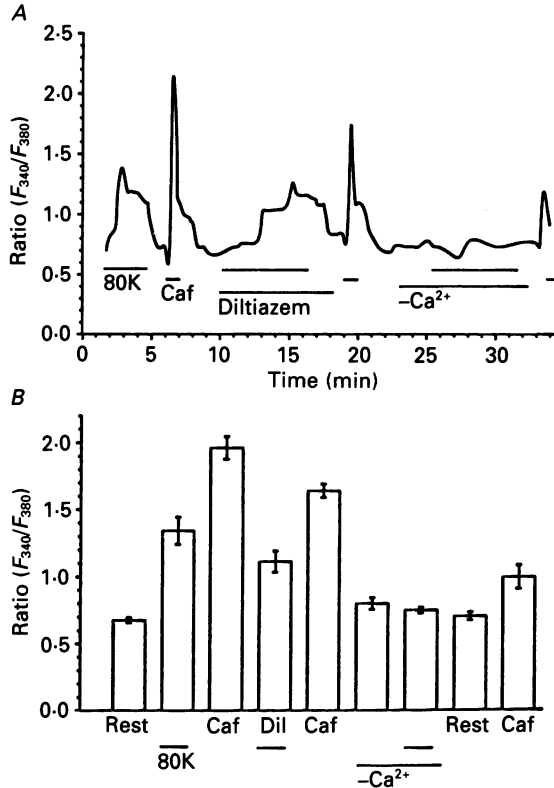 A
Ratio (F340/F380)
2·5
2·0
1·5
1·0
0·5
0·0
80K
Caf
Diltiazem
–Ca2+
0 5 10 15 20 25 30
Time (min)
B
Ratio (F340/F380)
2·0
1·5
1·0
0·5
0·0
Rest Caf Dil Caf Rest Caf
80K
–Ca2+